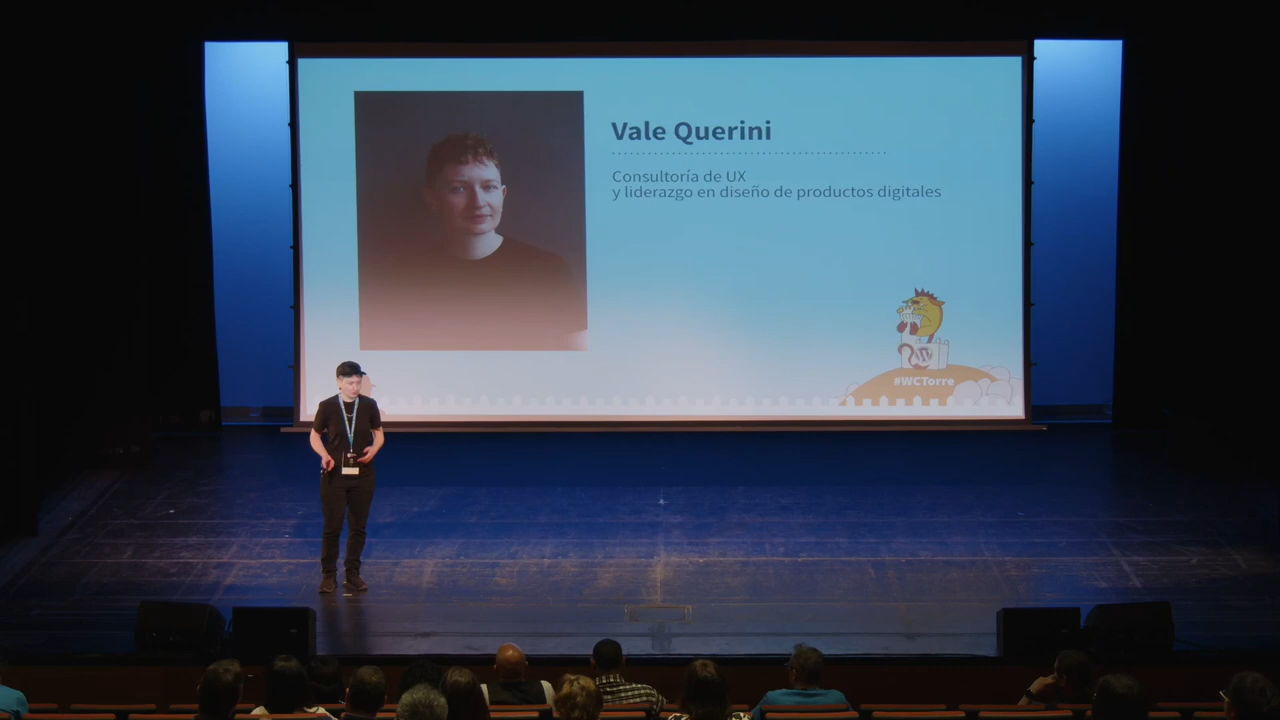 Vale Querini
Consultoría de UX
y liderazgo en diseño de productos digitales
#WCTorre